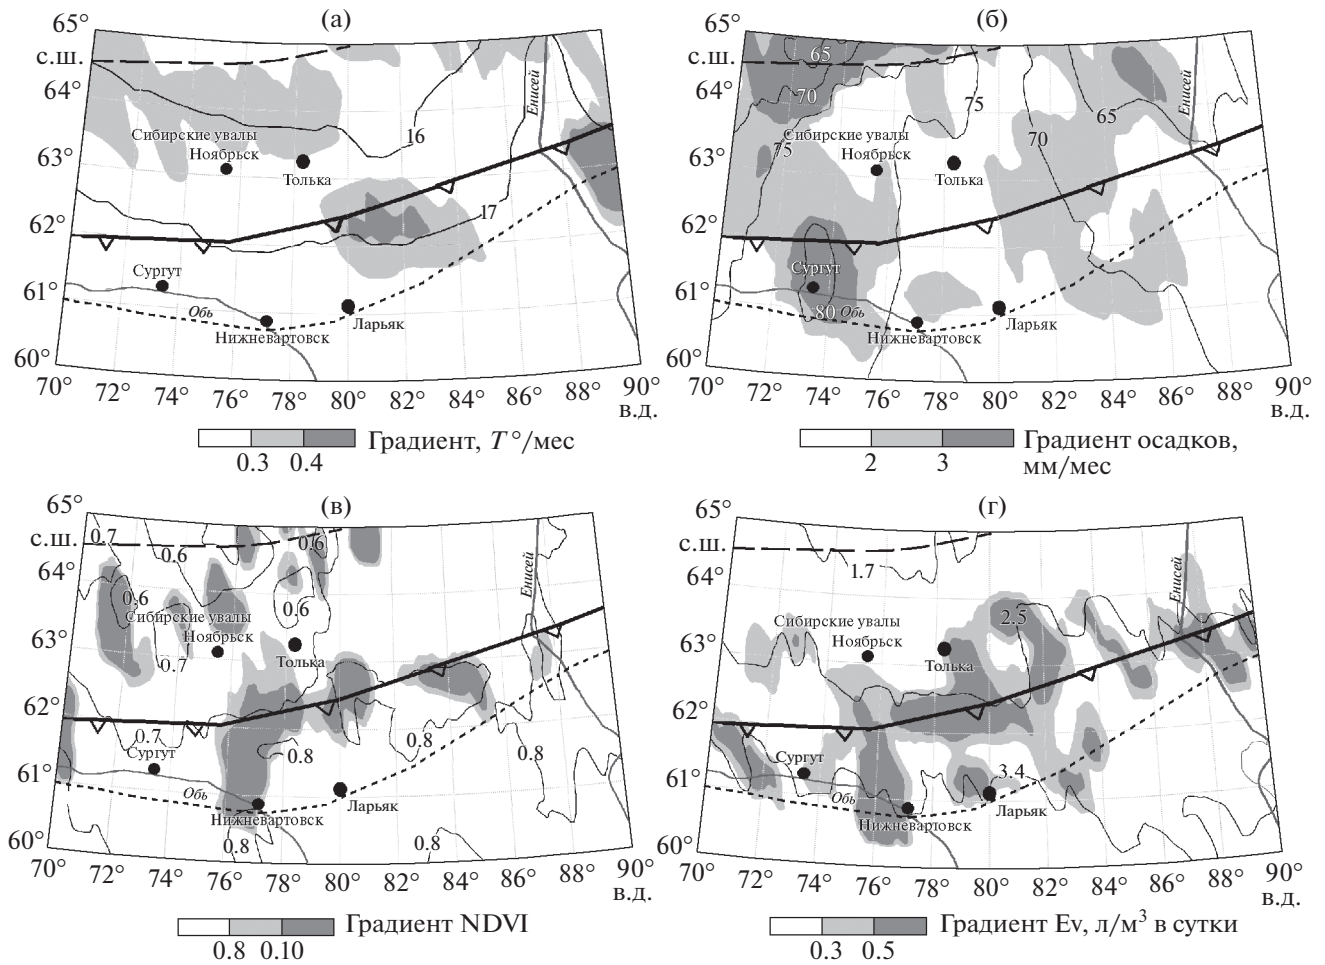 (а)
65°
с.ш.
64°
63°
62°
61°
60°
Енисей
16
Сибирские увалы
Ноябрьск
Толька
17
Сургут
Обь
Ларьяк
Нижневартовск
70° 72° 74° 76° 78° 80° 82° 84° 86° 88° 90°
в.д.
Градиент, T°/мес
0.3 0.4
(б)
65°
с.ш.
64°
63°
62°
61°
60°
65
70
75
65
70
75
Енисей
Сибирские увалы
Ноябрьск
Толька
Сургут
80
Обь
Ларьяк
Нижневартовск
70° 72° 74° 76° 78° 80° 82° 84° 86° 88° 90°
в.д.
Градиент осадков,
мм/мес
2 3
(в)
65°
с.ш.
64°
63°
62°
61°
60°
0.7
0.6
0.6
0.6
0.6
Енисей
Сибирские увалы
Ноябрьск
0.7
Толька
0.7
Сургут
0.8
0.8
0.8
Обь
Ларьяк
Нижневартовск
0.8
0.8
70° 72° 74° 76° 78° 80° 82° 84° 86° 88° 90°
в.д.
Градиент NDVI
0.8 0.10
(г)
65°
с.ш.
64°
63°
62°
61°
60°
1.7
Енисей
2.5
Сибирские увалы
Ноябрьск
Толька
Сургут
3.4
Обь
Ларьяк
Нижневартовск
70° 72° 74° 76° 78° 80° 82° 84° 86° 88° 90°
в.д.
Градиент Ev, л/м³ в сутки
0.3 0.5